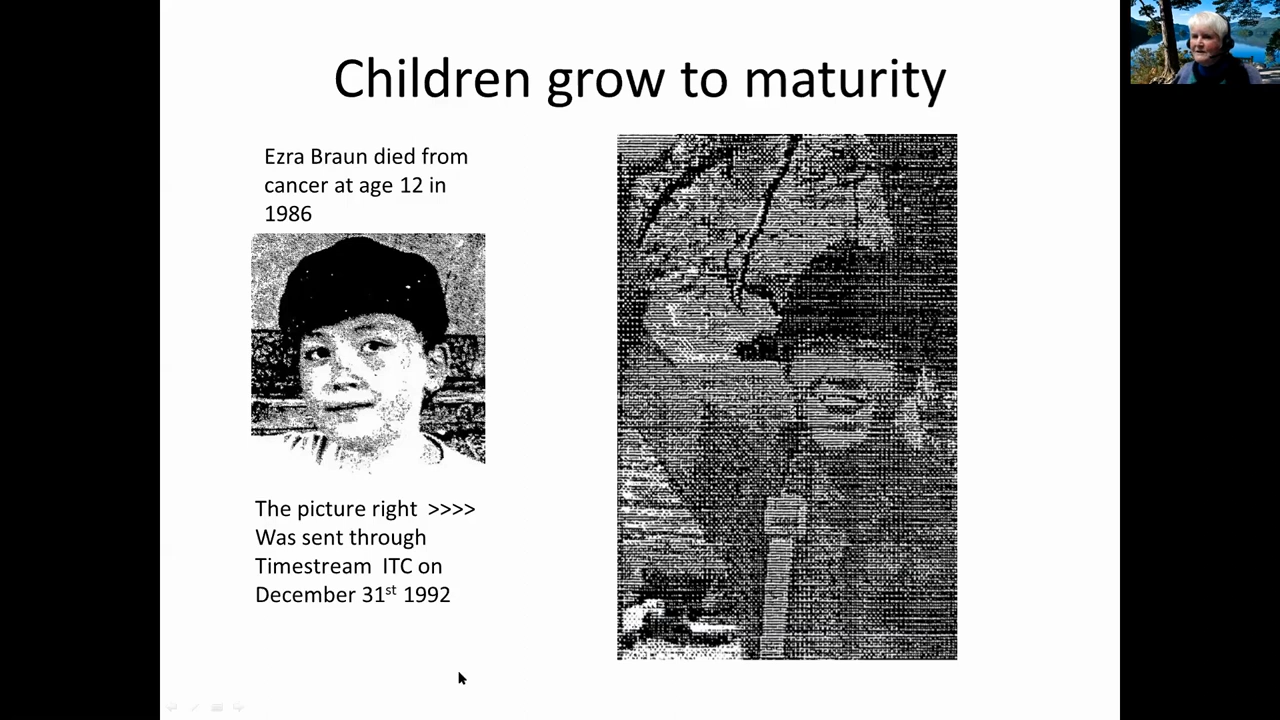 Children grow to maturity
Ezra Braun died from
cancer at age 12 in
1986
The picture right >>>>
Was sent through
Timestream ITC on
December 31st 1992